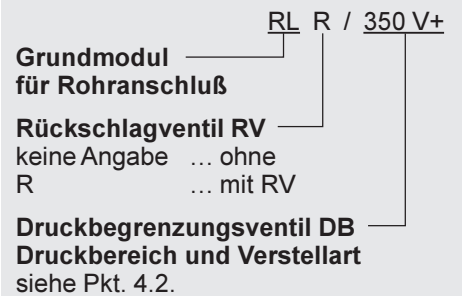 RL R / 350 V+
Grundmodul
für Rohranschluß
Rückschlagventil RV
keine Angabe … ohne
R … mit RV
Druckbegrenzungsventil DB
Druckbereich und Verstellart
siehe Pkt. 4.2.